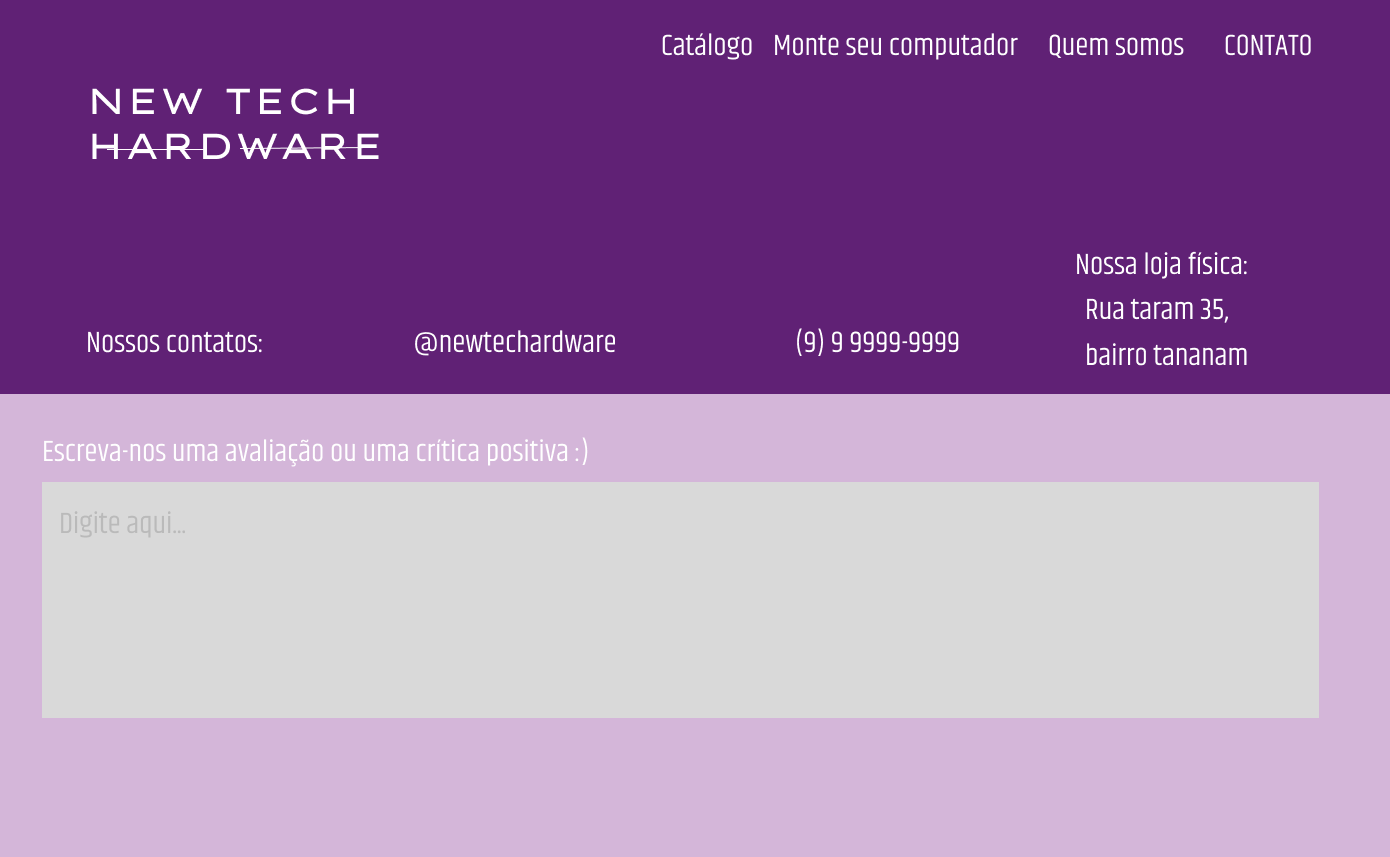 Catálogo Monte seu computador Quem somos CONTATO
NEW TECH
HARDWARE
Nossos contatos: @newtechardware (9) 9 9999-9999
Nossa loja física:
Rua taram 35,
bairro tananam
Escreva-nos uma avaliação ou uma crítica positiva :)
Digite aqui...